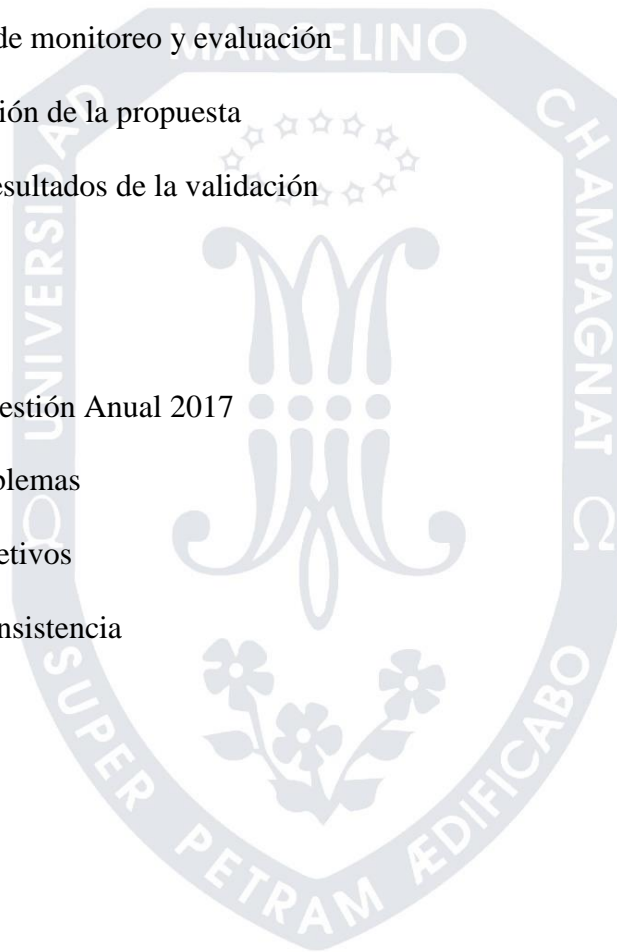 de monitoreo y evaluación
ión de la propuesta
esultados de la validación
estión Anual 2017
blemas
etivos
nsistencia
UNIVERSIDAD MARCELINO CHAMPAGNAT
SUPER PETRAM ÆDIFICABO